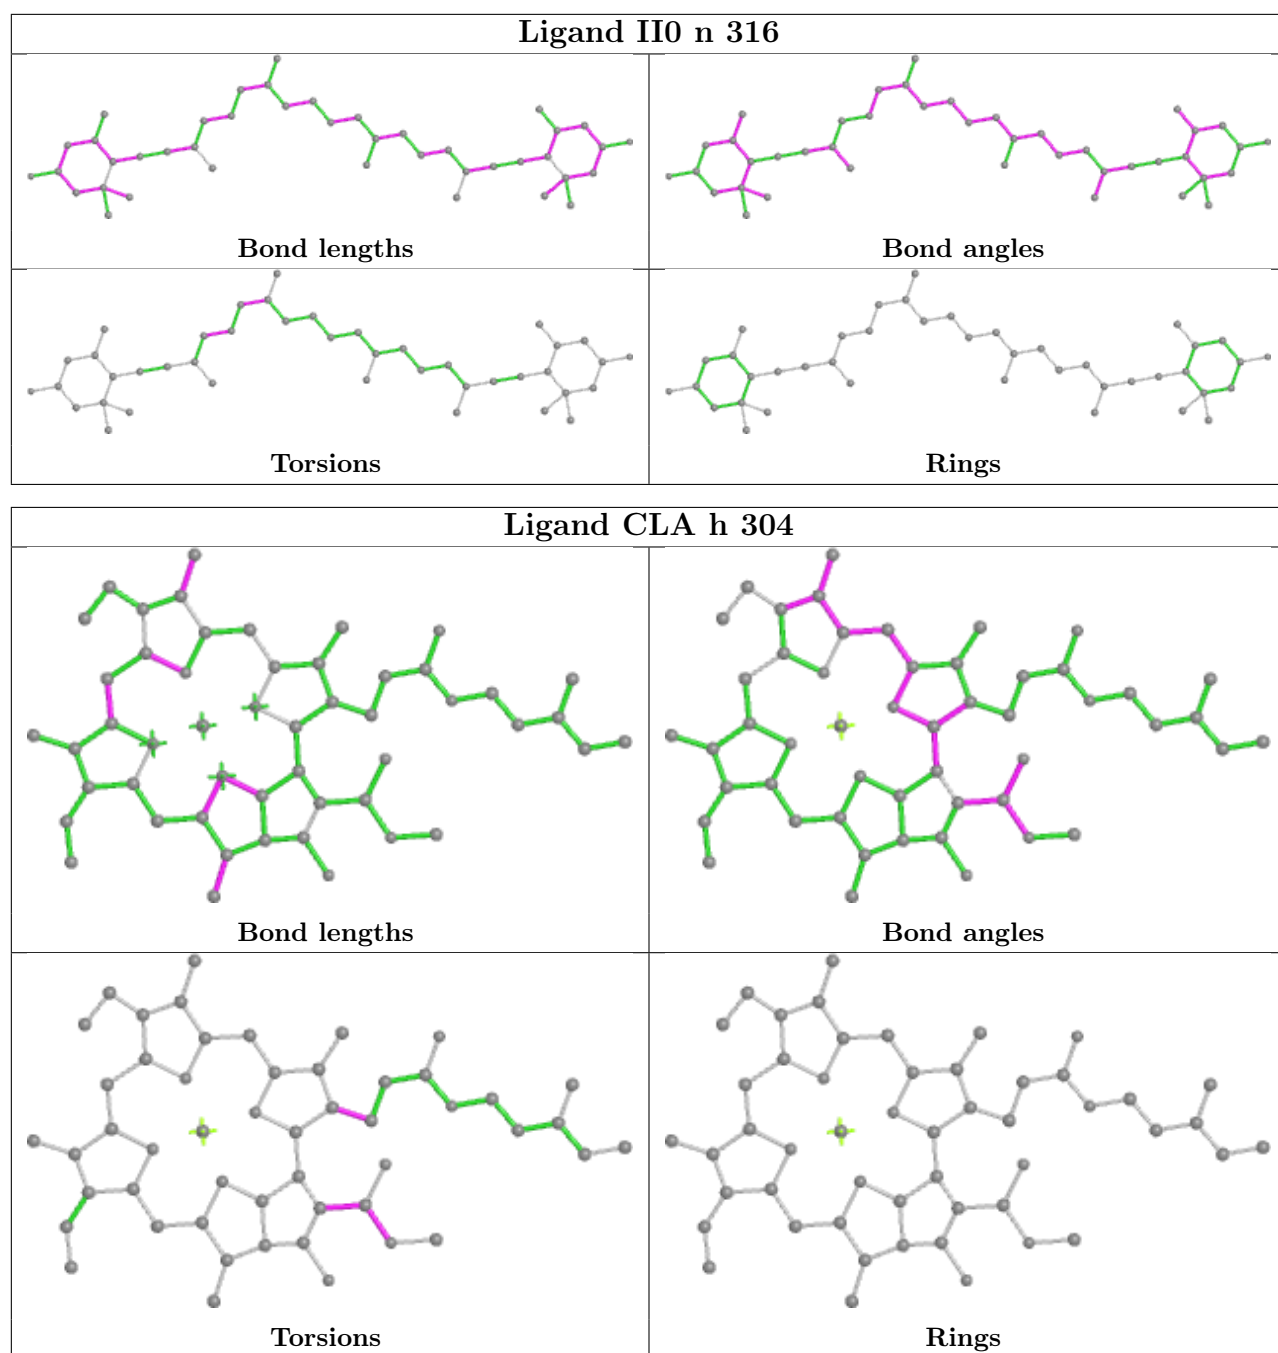 Ligand II0 n 316
Bond lengths
Bond angles
Torsions
Rings
Ligand CLA h 304
Bond lengths
Bond angles
Torsions
Rings